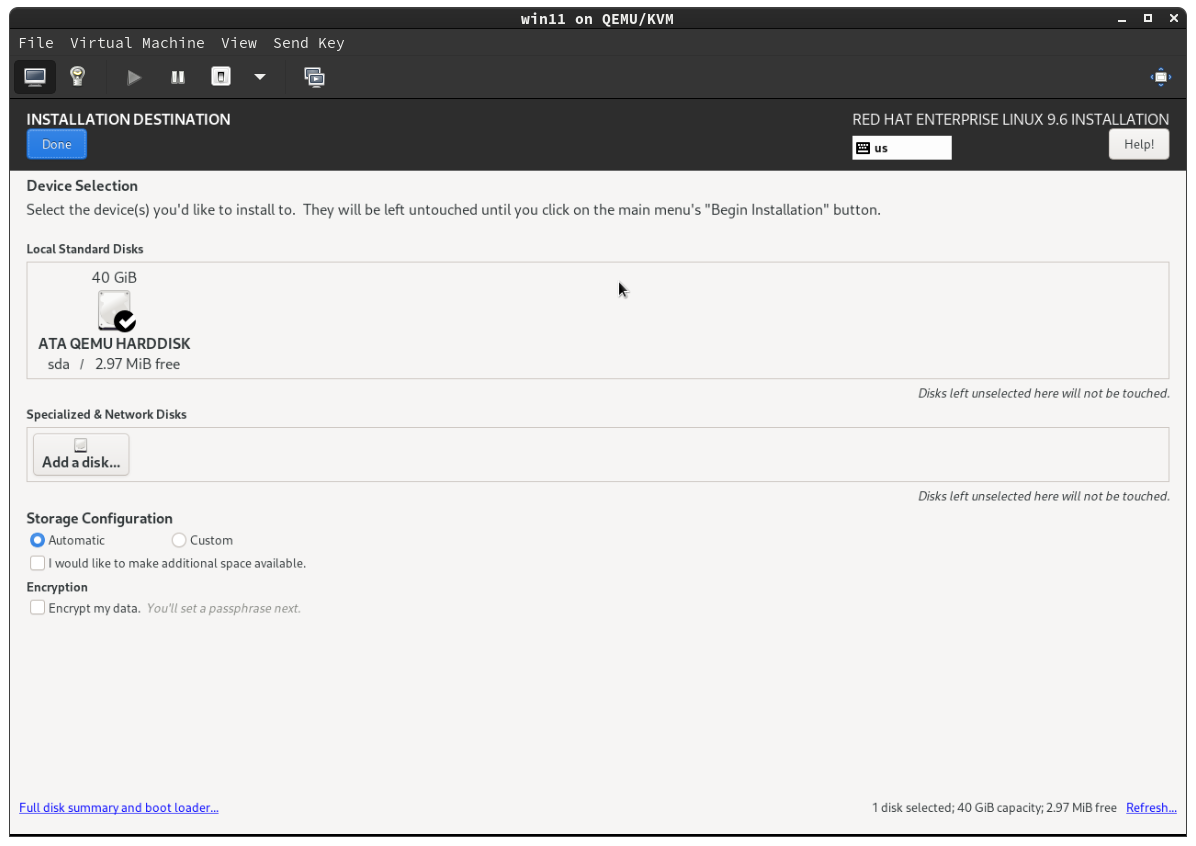 win11 on QEMU/KVM
File Virtual Machine View Send Key
INSTALLATION DESTINATION
RED HAT ENTERPRISE LINUX 9.6 INSTALLATION
Done
us
Help!
Device Selection
Select the device(s) you'd like to install to.  They will be left untouched until you click on the main menu's "Begin Installation" button.
Local Standard Disks
40 GiB
ATA QEMU HARDDISK
sda / 2.97 MiB free
Disks left unselected here will not be touched.
Specialized & Network Disks
Add a disk...
Disks left unselected here will not be touched.
Storage Configuration
Automatic Custom
I would like to make additional space available.
Encryption
Encrypt my data. You'll set a passphrase next.
Full disk summary and boot loader...
1 disk selected; 40 GiB capacity; 2.97 MiB free Refresh...